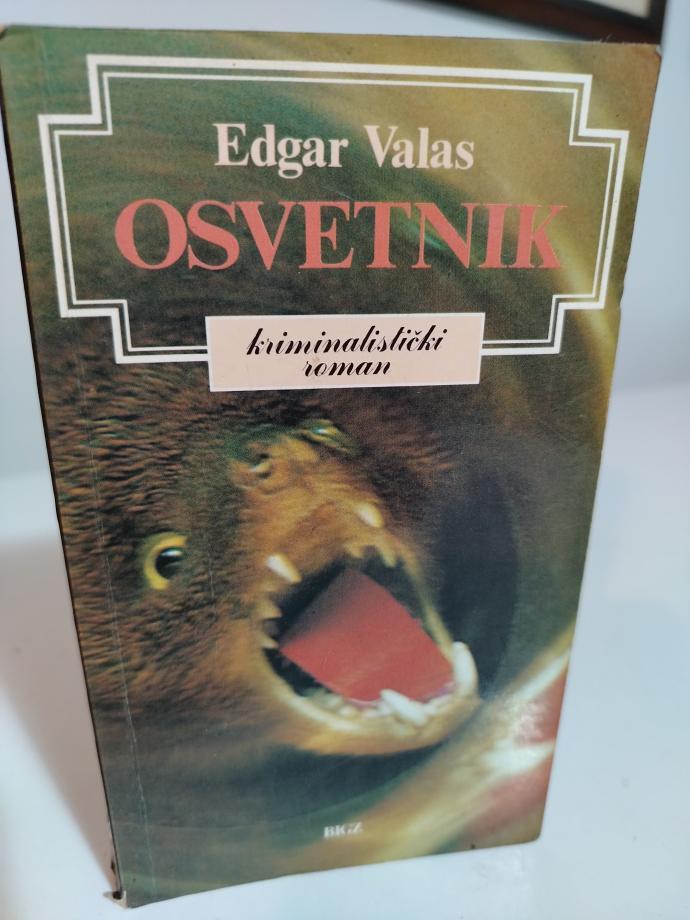 Edgar Valas
OSVETNIK
kriminalistički
roman
BIGZ